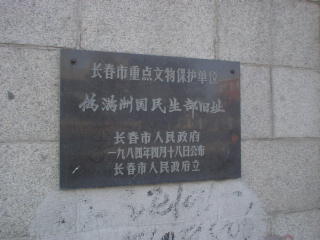 长春市重点文物保护单位
伪满洲国民生部旧址
长春市人民政府
一九八四年四月十八日公布
长春市人民政府立